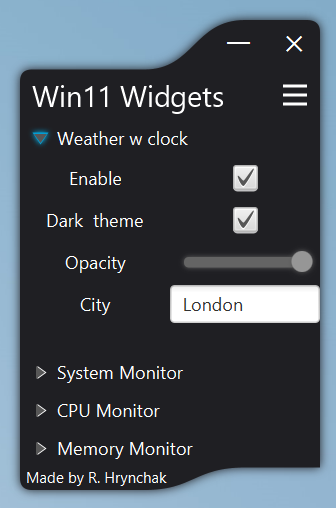 Win11 Widgets
Weather w clock
Enable
Dark theme
Opacity
City London
System Monitor
CPU Monitor
Memory Monitor
Made by R. Hrynchak